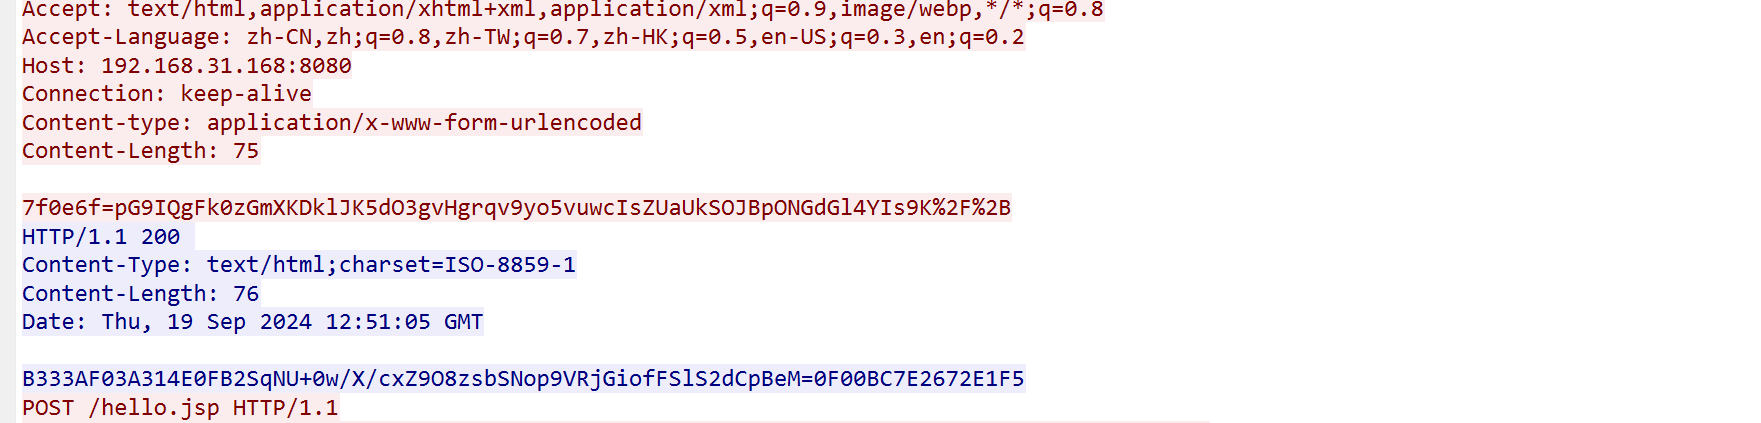 Accept: text/html,application/xhtml+xml,application/xml;q=0.9,image/webp,*/*;q=0.8
Accept-Language: zh-CN,zh;q=0.8,zh-TW;q=0.7,zh-HK;q=0.5,en-US;q=0.3,en;q=0.2
Host: 192.168.31.168:8080
Connection: keep-alive
Content-type: application/x-www-form-urlencoded
Content-Length: 75
7f0e6f=pG9IQgFk0zGmXKDklJK5dO3gvHgrqv9yo5vuwcIsZUaUkSOJBpONGdGl4YIs9K%2F%2B
HTTP/1.1 200
Content-Type: text/html;charset=ISO-8859-1
Content-Length: 76
Date: Thu, 19 Sep 2024 12:51:05 GMT
B333AF03A314E0FB2SqNU+0w/X/cxZ9O8zsbSNop9VRjGiofFSlS2dCpBeM=0F00BC7E2672E1F5
POST /hello.jsp HTTP/1.1